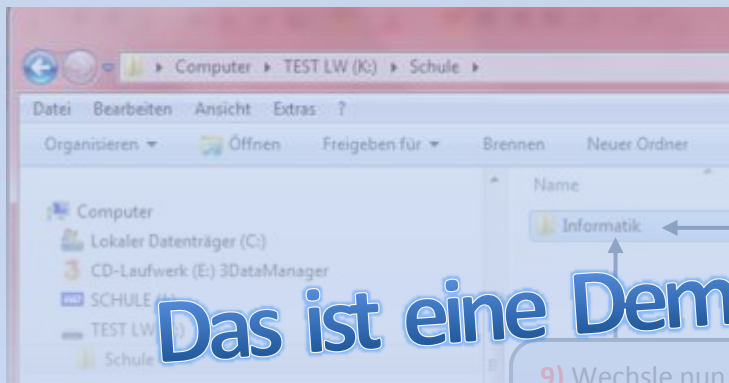 Computer ▸ TEST LW (K:) ▸ Schule ▸
Datei Bearbeiten Ansicht Extras ?
Organisieren Öffnen Freigeben für Brennen Neuer Ordner
Name
Computer
Informatik
Lokaler Datenträger (C:)
CD-Laufwerk (E:) 3DataManager
SCHULE
TEST LW
Schule
Das ist eine Dem
9) Wechsle nun